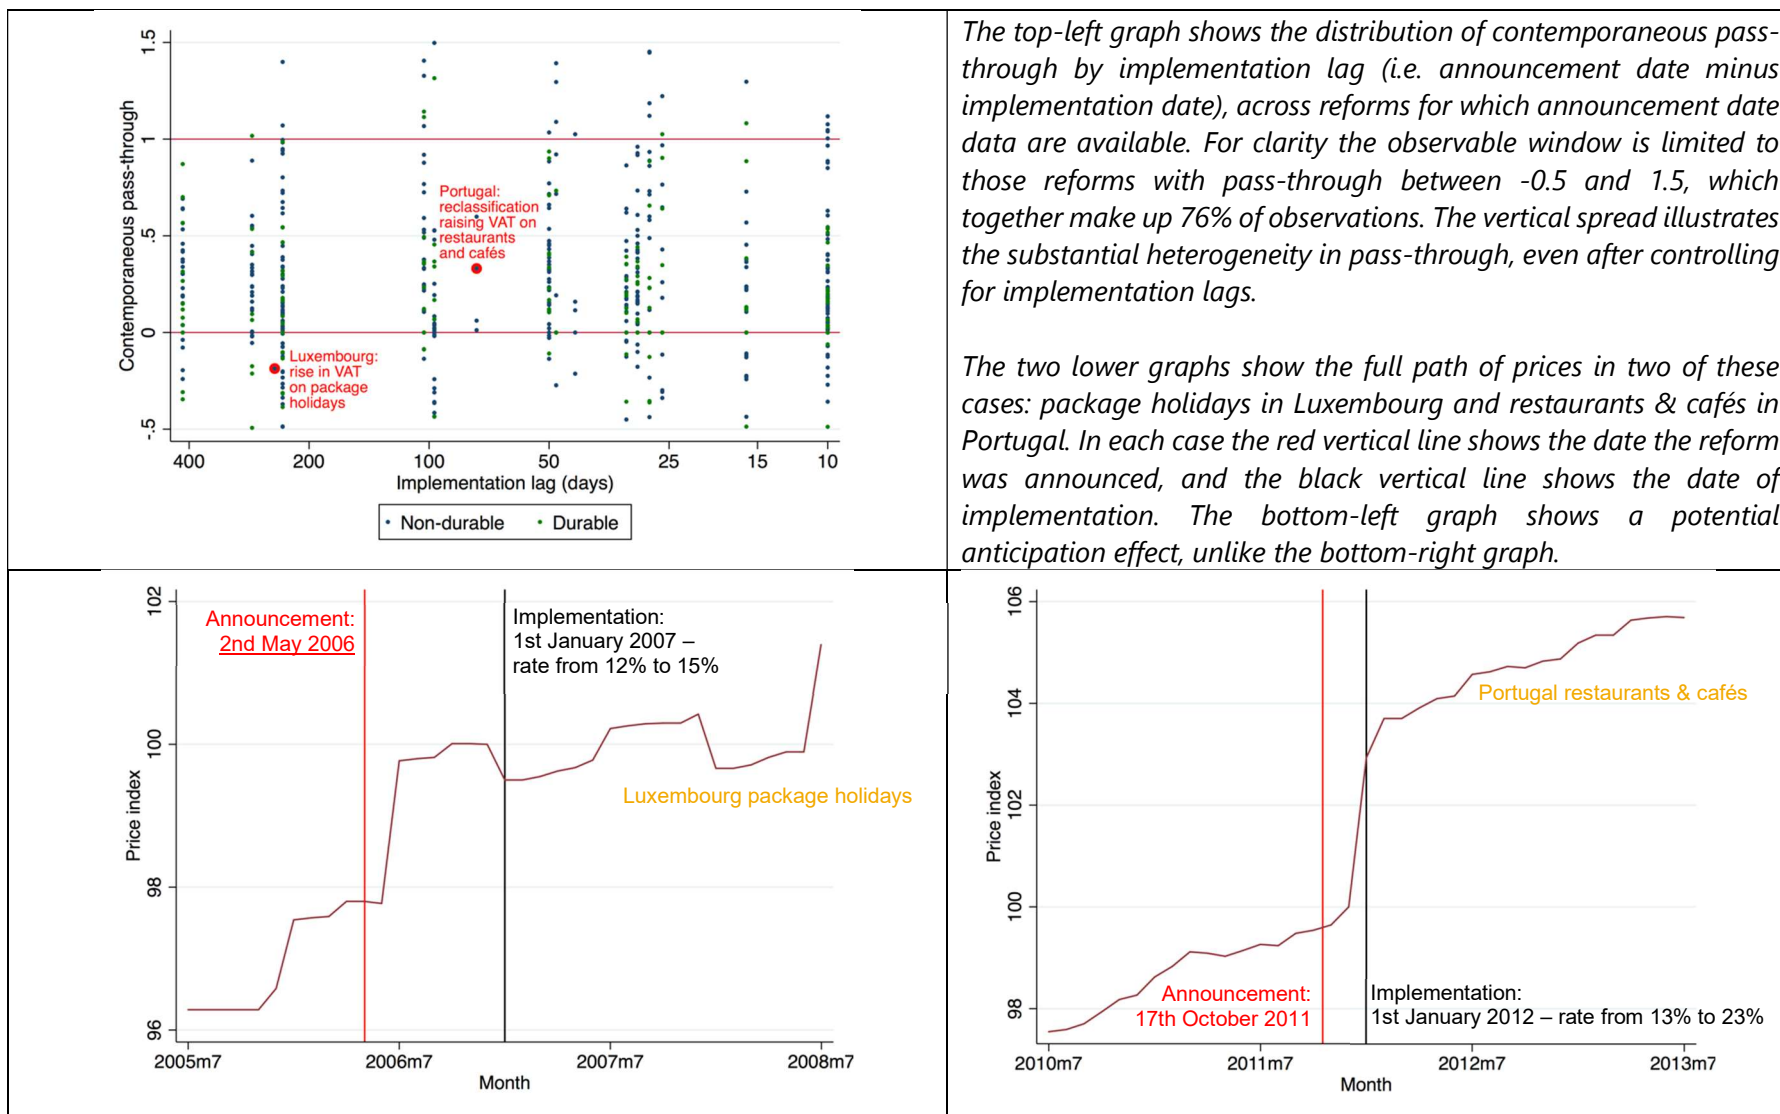 1.5
1
.5
0
-.5
Contemporaneous pass-through
Portugal:
reclassification
raising VAT on
restaurants
and cafés
Luxembourg:
rise in VAT
on package
holidays
400 200 100 50 25 15 10
Implementation lag (days)
Non-durable Durable
The top-left graph shows the distribution of contemporaneous pass-
through by implementation lag (i.e. announcement date minus
implementation date), across reforms for which announcement date
data are available. For clarity the observable window is limited to
those reforms with pass-through between -0.5 and 1.5, which
together make up 76% of observations. The vertical spread illustrates
the substantial heterogeneity in pass-through, even after controlling
for implementation lags.
The two lower graphs show the full path of prices in two of these
cases: package holidays in Luxembourg and restaurants & cafés in
Portugal. In each case the red vertical line shows the date the reform
was announced, and the black vertical line shows the date of
implementation. The bottom-left graph shows a potential
anticipation effect, unlike the bottom-right graph.
102
100
98
96
Price index
Announcement:
2nd May 2006
Implementation:
1st January 2007 –
rate from 12% to 15%
Luxembourg package holidays
2005m7 2006m7 2007m7 2008m7
Month
106
104
102
100
98
Price index
Portugal restaurants & cafés
Announcement:
17th October 2011
Implementation:
1st January 2012 – rate from 13% to 23%
2010m7 2011m7 2012m7 2013m7
Month